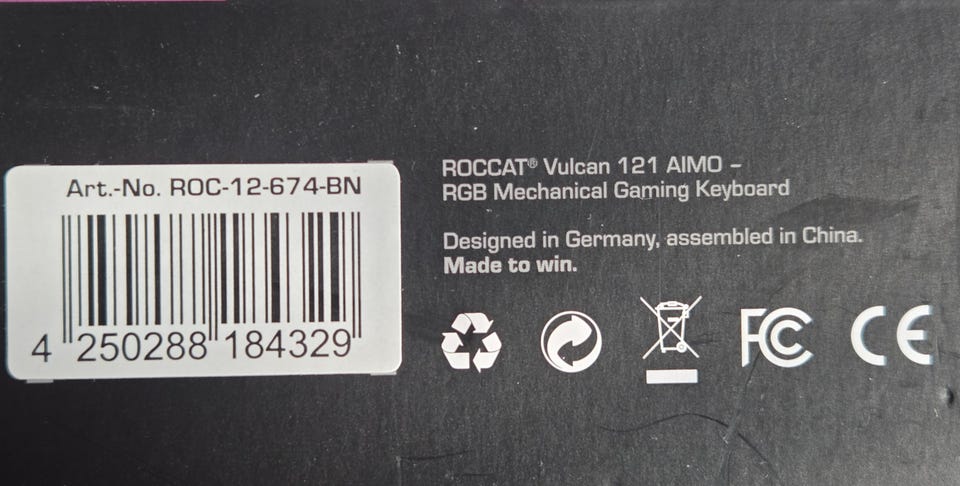 Art.-No. ROC-12-674-BN
4 250288 184329
ROCCAT® Vulcan 121 AIMO –
RGB Mechanical Gaming Keyboard
Designed in Germany, assembled in China.
Made to win.
FC CE